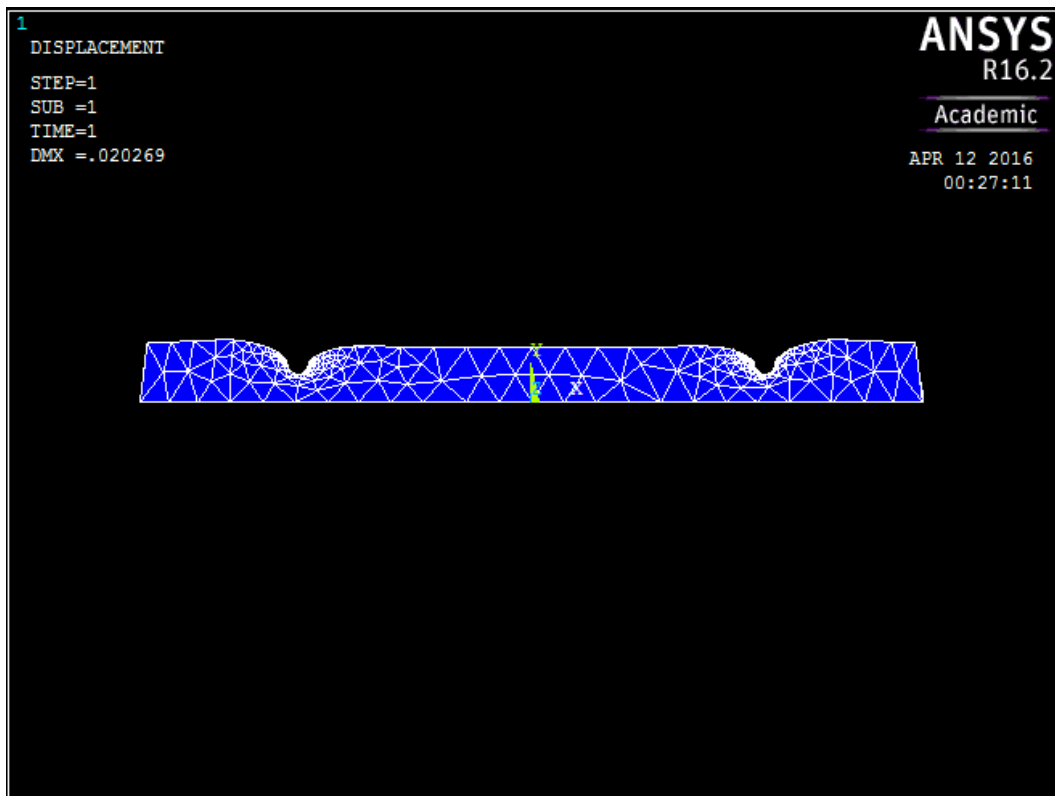 1
DISPLACEMENT
STEP=1
SUB =1
TIME=1
DMX =.020269
ANSYS
R16.2
Academic
APR 12 2016
00:27:11
Y
X